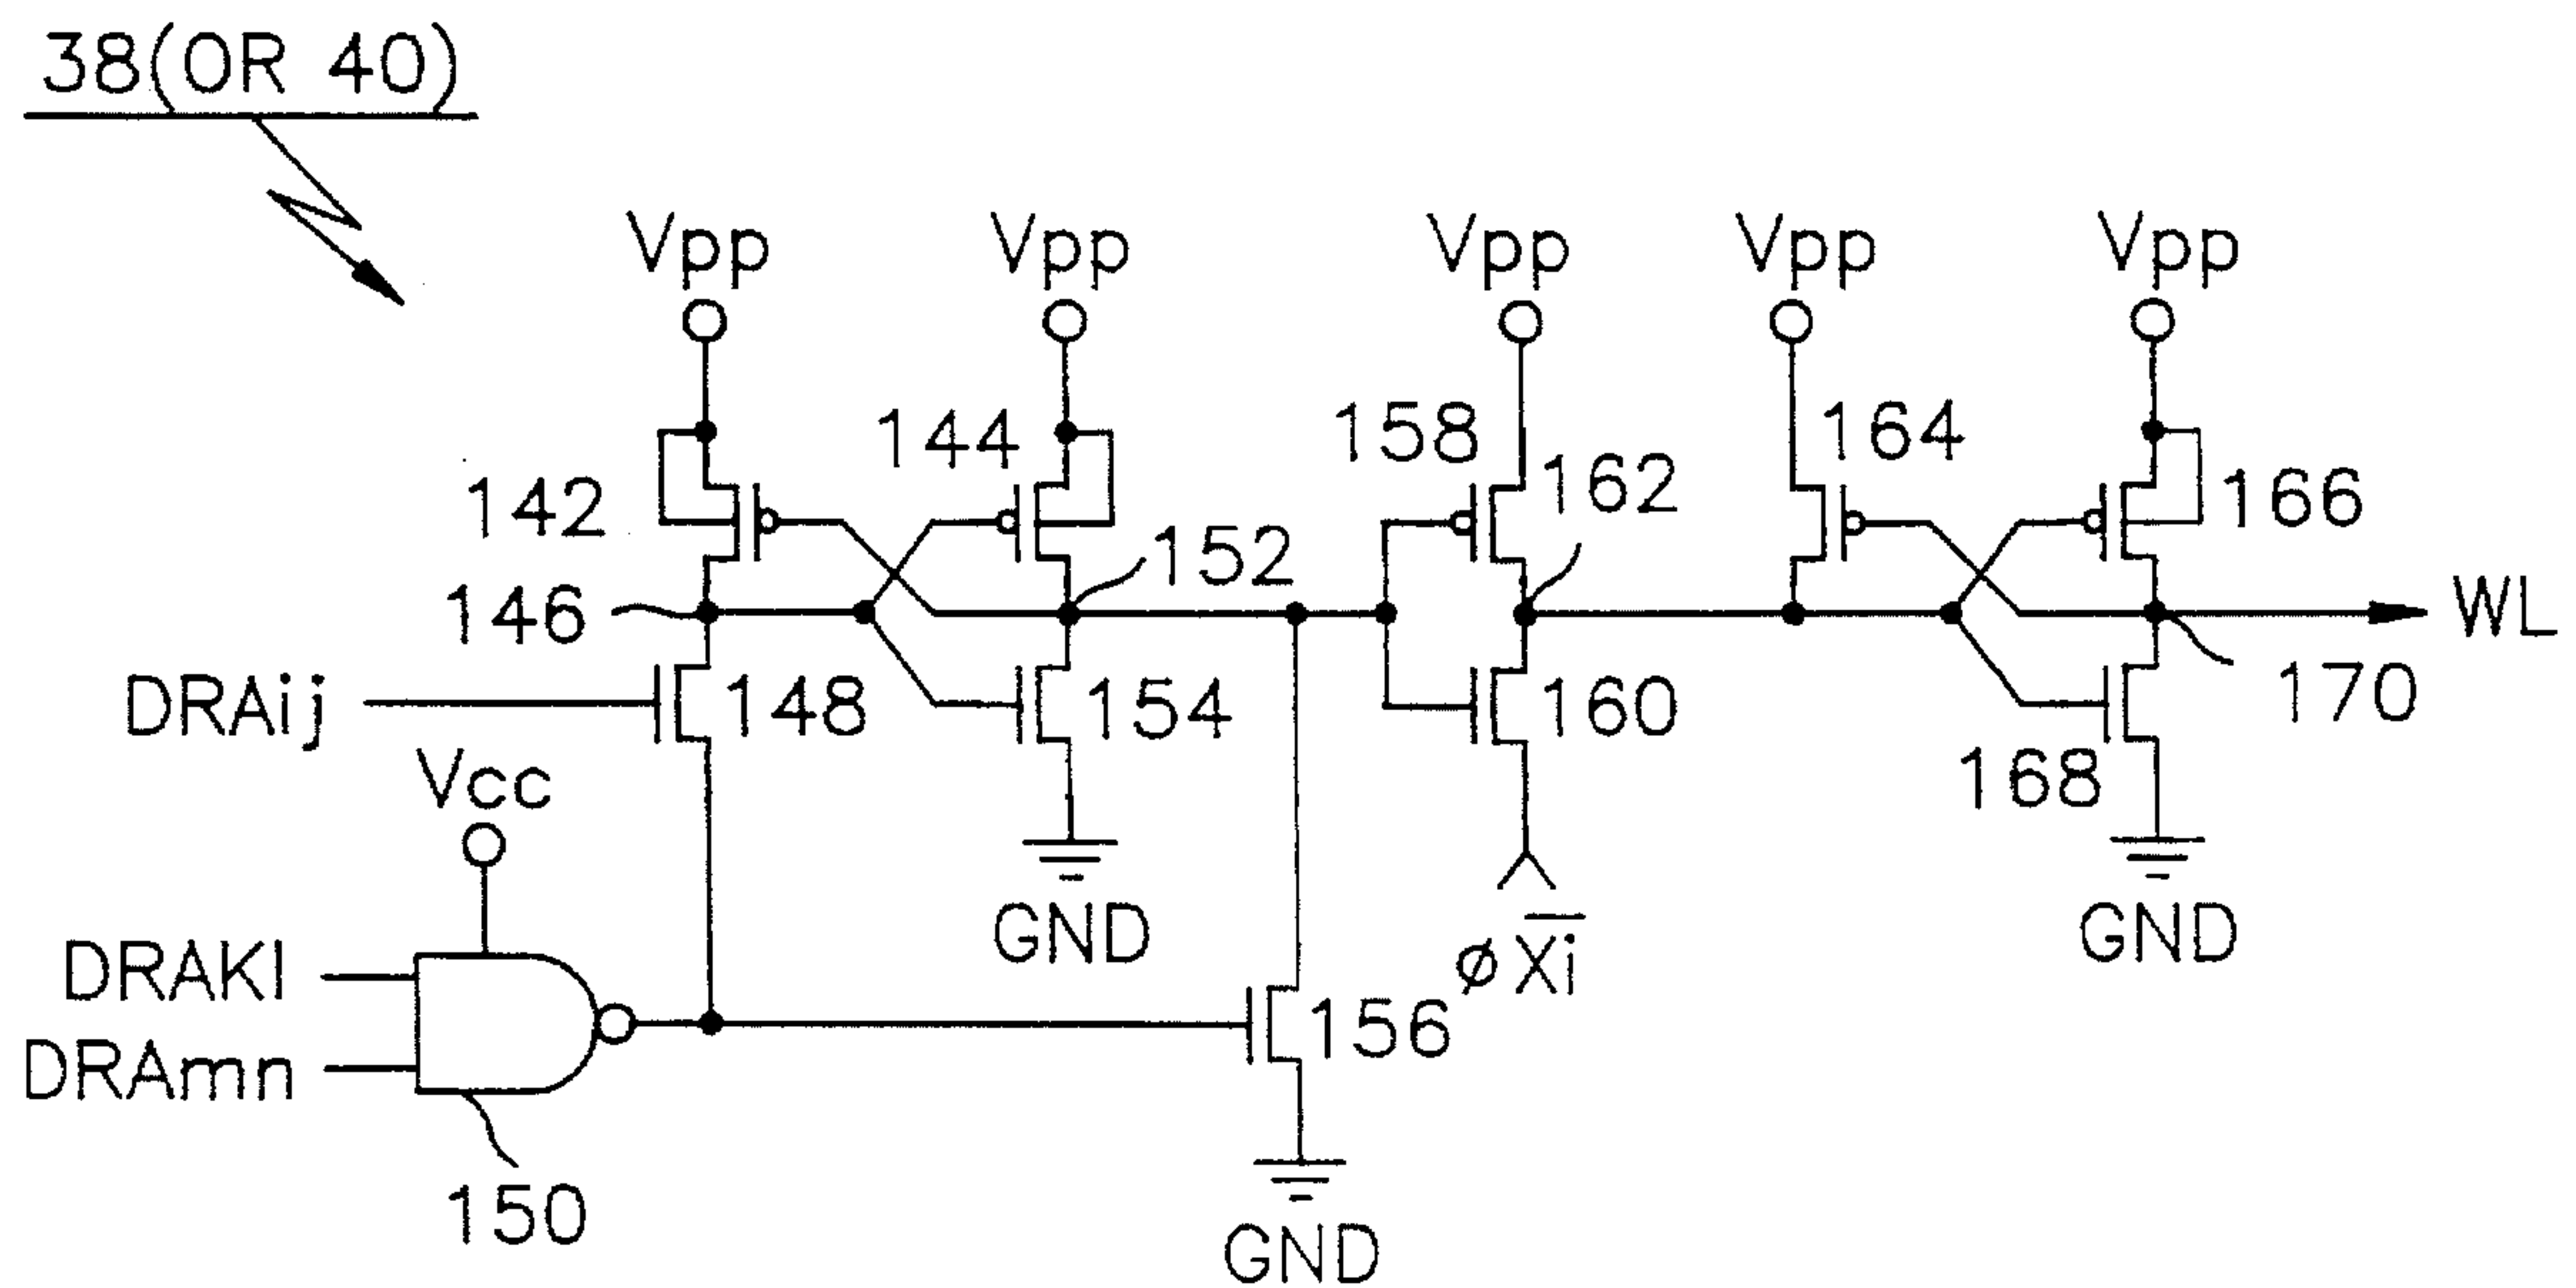 38(OR 40)
Vpp Vpp Vpp Vpp Vpp
142 144 158 162 164 166
146 152 WL
DRAij 148 154 160 168 170
Vcc
GND GND
DRAKl
ø X̅i̅
DRAmn 156
150
GND